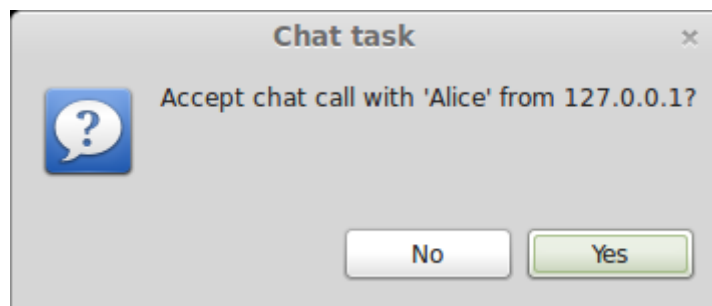 Chat task
Accept chat call with 'Alice' from 127.0.0.1?
No
Yes